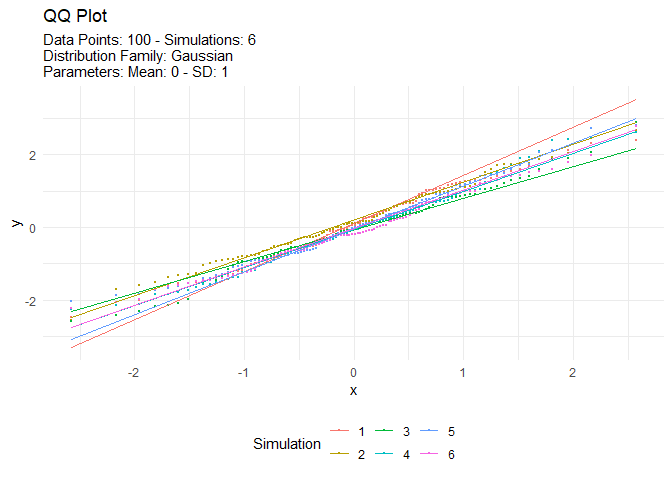 QQ Plot
Data Points: 100 - Simulations: 6
Distribution Family: Gaussian
Parameters: Mean: 0 - SD: 1
2
0
-2
y
-2
-1
0
1
2
x
Simulation
1
3
5
2
4
6